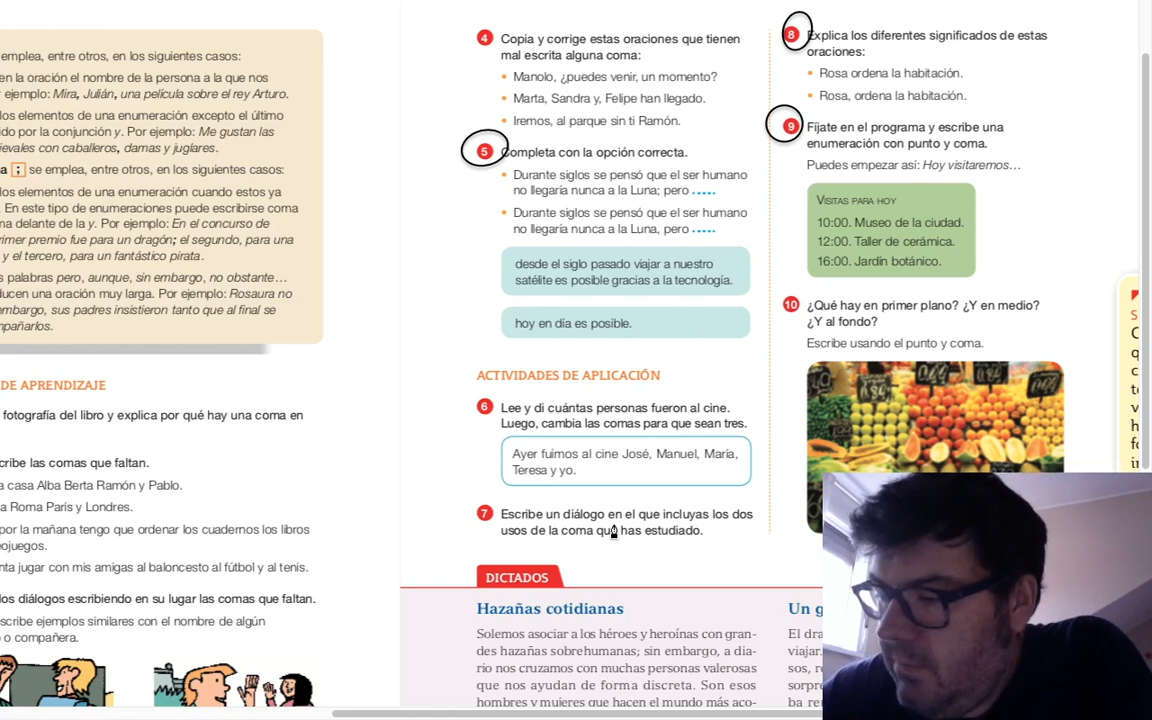 emplea, entre otros, en los siguientes casos:
en la oración el nombre de la persona a la que nos
ejemplo: Mira, Julián, una película sobre el rey Arturo.
los elementos de una enumeración excepto el último
ido por la conjunción y. Por ejemplo: Me gustan las
ievales con caballeros, damas y juglares.
a ; se emplea, entre otros, en los siguientes casos:
los elementos de una enumeración cuando estos ya
. En este tipo de enumeraciones puede escribirse coma
ma delante de la y. Por ejemplo: En el concurso de
rimer premio fue para un dragón; el segundo, para una
y el tercero, para un fantástico pirata.
s palabras pero, aunque, sin embargo, no obstante…
ducen una oración muy larga. Por ejemplo: Rosaura no
embargo, sus padres insistieron tanto que al final se
mpañarlos.
DE APRENDIZAJE
fotografía del libro y explica por qué hay una coma en
cribe las comas que faltan.
a casa Alba Berta Ramón y Pablo.
a Roma París y Londres.
por la mañana tengo que ordenar los cuadernos los libros
eojuegos.
nta jugar con mis amigas al baloncesto al fútbol y al tenis.
los diálogos escribiendo en su lugar las comas que faltan.
scribe ejemplos similares con el nombre de algún
o o compañera.
4 Copia y corrige estas oraciones que tienen
mal escrita alguna coma:
• Manolo, ¿puedes venir, un momento?
• Marta, Sandra y, Felipe han llegado.
• Iremos, al parque sin ti Ramón.
5 Completa con la opción correcta.
• Durante siglos se pensó que el ser humano
no llegaría nunca a la Luna; pero .....
• Durante siglos se pensó que el ser humano
no llegaría nunca a la Luna, pero .....
desde el siglo pasado viajar a nuestro
satélite es posible gracias a la tecnología.
hoy en día es posible.
ACTIVIDADES DE APLICACIÓN
6 Lee y di cuántas personas fueron al cine.
Luego, cambia las comas para que sean tres.
Ayer fuimos al cine José, Manuel, María,
Teresa y yo.
7 Escribe un diálogo en el que incluyas los dos
usos de la coma que has estudiado.
8 Explica los diferentes significados de estas
oraciones:
• Rosa ordena la habitación.
• Rosa, ordena la habitación.
9 Fíjate en el programa y escribe una
enumeración con punto y coma.
Puedes empezar así: Hoy visitaremos…
VISITAS PARA HOY
10:00. Museo de la ciudad.
12:00. Taller de cerámica.
16:00. Jardín botánico.
10 ¿Qué hay en primer plano? ¿Y en medio?
¿Y al fondo?
Escribe usando el punto y coma.
DICTADOS
Hazañas cotidianas
Solemos asociar a los héroes y heroínas con gran-
des hazañas sobrehumanas; sin embargo, a dia-
rio nos cruzamos con muchas personas valerosas
que nos ayudan de forma discreta. Son esos
hombres y mujeres que hacen el mundo más aco-
Un g
El dra
viajar.
sos, r
sorpre
ba ren
S
C
q
c
te
v
h
fo
in